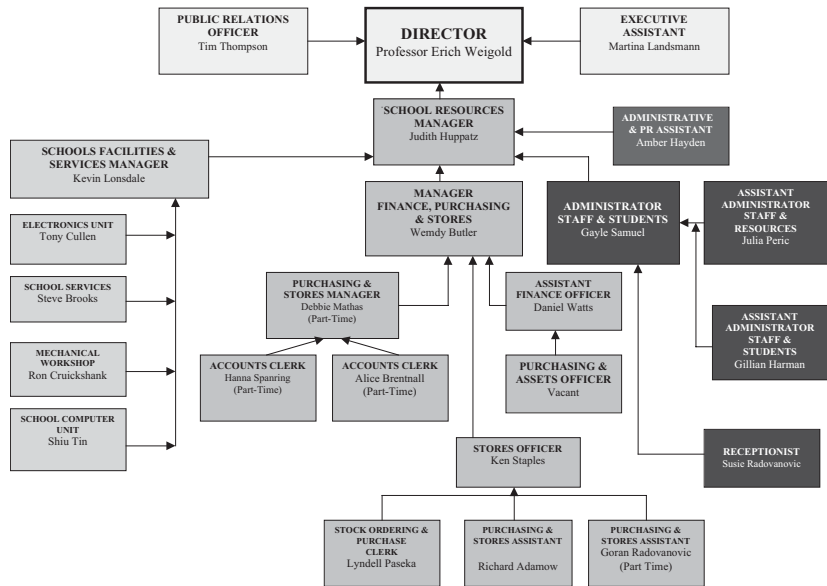 PUBLIC RELATIONS
OFFICER
Tim Thompson
DIRECTOR
Professor Erich Weigold
EXECUTIVE
ASSISTANT
Martina Landsmann
SCHOOL RESOURCES
MANAGER
Judith Huppatz
ADMINISTRATIVE
& PR ASSISTANT
Amber Hayden
SCHOOLS FACILITIES &
SERVICES MANAGER
Kevin Lonsdale
MANAGER
FINANCE, PURCHASING
& STORES
Wemdy Butler
ADMINISTRATOR
STAFF & STUDENTS
Gayle Samuel
ASSISTANT
ADMINISTRATOR
STAFF &
RESOURCES
Julia Peric
ELECTRONICS UNIT
Tony Cullen
SCHOOL SERVICES
Steve Brooks
PURCHASING &
STORES MANAGER
Debbie Mathas
(Part-Time)
ASSISTANT
FINANCE OFFICER
Daniel Watts
ASSISTANT
ADMINISTRATOR
STAFF &
STUDENTS
Gillian Harman
MECHANICAL
WORKSHOP
Ron Cruickshank
ACCOUNTS CLERK
Hanna Spanring
(Part-Time)
ACCOUNTS CLERK
Alice Brentnall
(Part-Time)
PURCHASING &
ASSETS OFFICER
Vacant
SCHOOL COMPUTER
UNIT
Shiu Tin
STORES OFFICER
Ken Staples
RECEPTIONIST
Susie Radovanovic
STOCK ORDERING &
PURCHASE
CLERK
Lyndell Paseka
PURCHASING &
STORES ASSISTANT
Richard Adamow
PURCHASING &
STORES ASSISTANT
Goran Radovanovic
(Part Time)